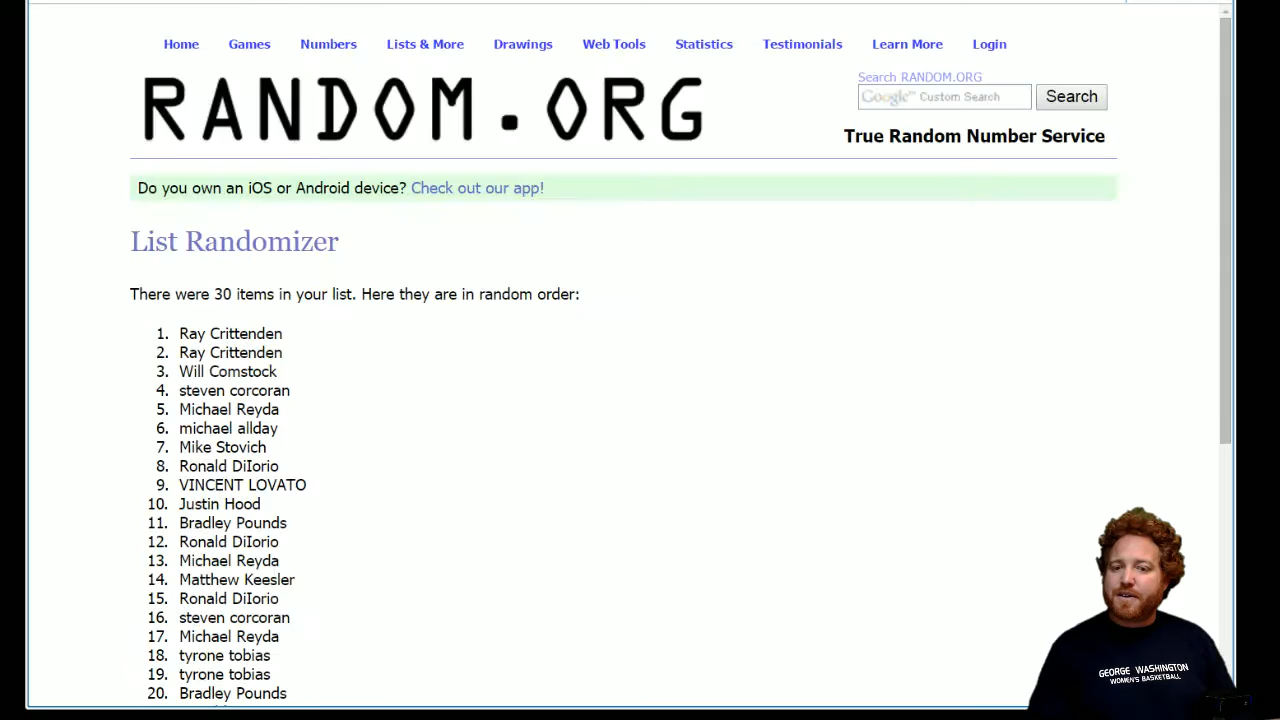 Home Games Numbers Lists & More Drawings Web Tools Statistics Testimonials Learn More Login
RANDOM.ORG
Search RANDOM.ORG
Google™ Custom Search Search
True Random Number Service
Do you own an iOS or Android device? Check out our app!
List Randomizer
There were 30 items in your list. Here they are in random order:
1. Ray Crittenden
2. Ray Crittenden
3. Will Comstock
4. steven corcoran
5. Michael Reyda
6. michael allday
7. Mike Stovich
8. Ronald DiIorio
9. VINCENT LOVATO
10. Justin Hood
11. Bradley Pounds
12. Ronald DiIorio
13. Michael Reyda
14. Matthew Keesler
15. Ronald DiIorio
16. steven corcoran
17. Michael Reyda
18. tyrone tobias
19. tyrone tobias
20. Bradley Pounds
GEORGE WASHINGTON
WOMEN'S BASKETBALL